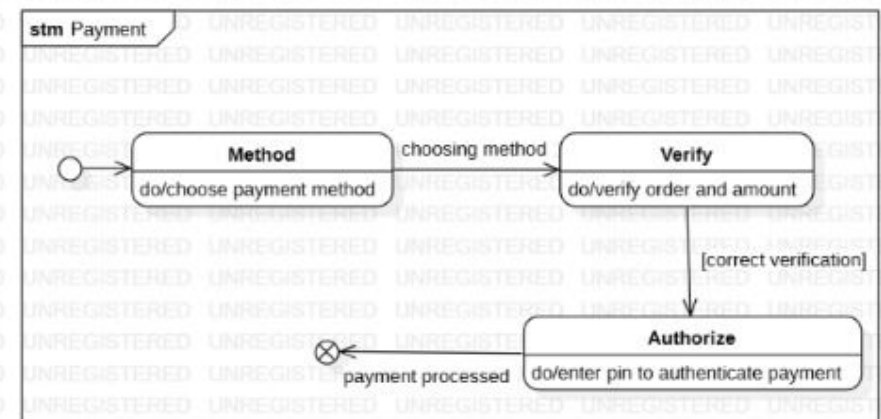 stm Payment
Method
do/choose payment method
choosing method
Verify
do/verify order and amount
[correct verification]
Authorize
do/enter pin to authenticate payment
payment processed
UNREGISTERED